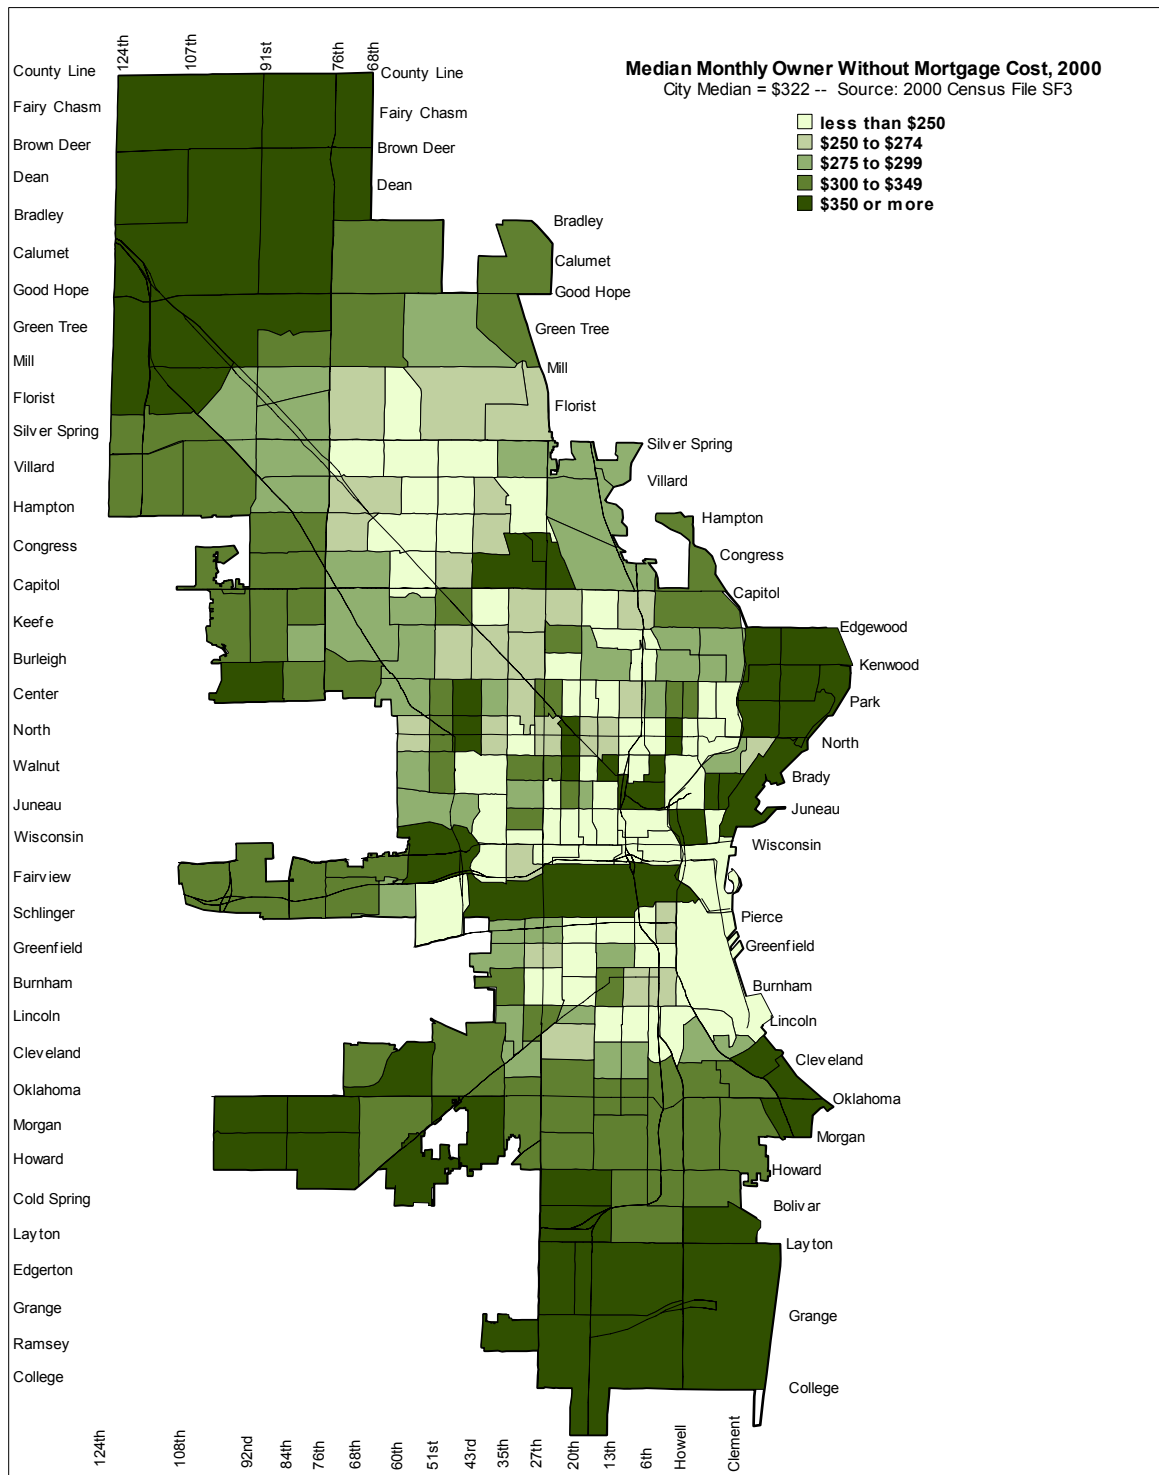 124th
107th
91st
76th
68th
Median Monthly Owner Without Mortgage Cost, 2000
City Median = $322 -- Source: 2000 Census File SF3
less than $250
$250 to $274
$275 to $299
$300 to $349
$350 or more
County Line
Fairy Chasm
Brown Deer
Dean
Bradley
Calumet
Good Hope
Green Tree
Mill
Florist
Silver Spring
Villard
Hampton
Congress
Capitol
Keefe
Burleigh
Center
North
Walnut
Juneau
Wisconsin
Fairview
Schlinger
Greenfield
Burnham
Lincoln
Cleveland
Oklahoma
Morgan
Howard
Cold Spring
Layton
Edgerton
Grange
Ramsey
College
County Line
Fairy Chasm
Brown Deer
Dean
Bradley
Calumet
Good Hope
Green Tree
Mill
Florist
Silver Spring
Villard
Hampton
Congress
Capitol
Edgewood
Kenwood
Park
North
Brady
Juneau
Wisconsin
Pierce
Greenfield
Burnham
Lincoln
Cleveland
Oklahoma
Morgan
Howard
Bolivar
Layton
Grange
College
124th
108th
92nd
84th
76th
68th
60th
51st
43rd
35th
27th
20th
13th
6th
Howell
Clement